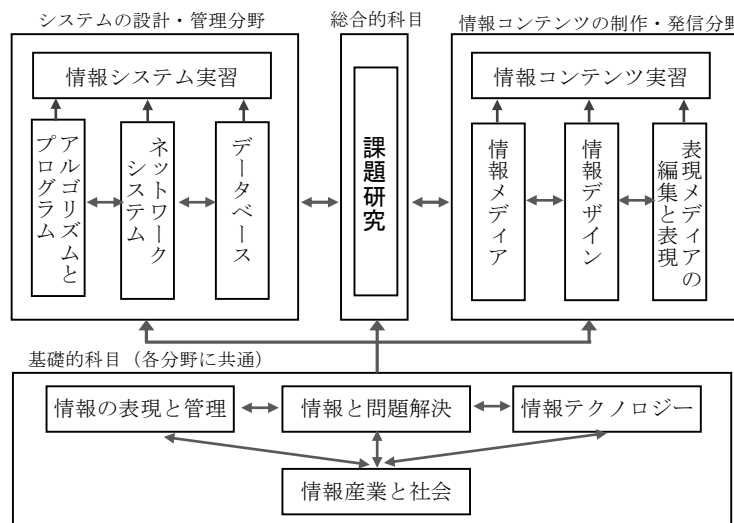 システムの設計・管理分野
総合的科目
情報コンテンツの制作・発信分野
情報システム実習
アルゴリズムと
プログラム
ネットワーク
システム
データベース
課題研究
情報コンテンツ実習
情報メディア
情報デザイン
表現メディアの
編集と表現
基礎的科目（各分野に共通）
情報の表現と管理
情報と問題解決
情報テクノロジー
情報産業と社会